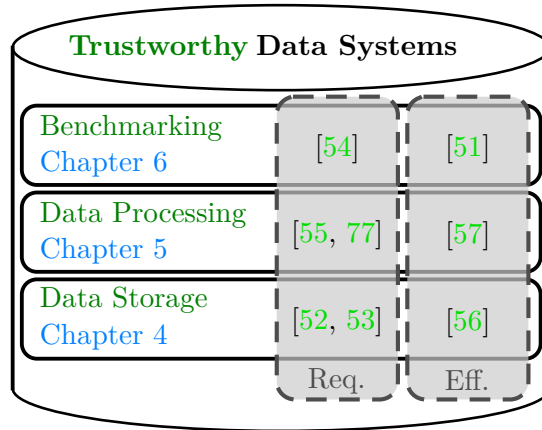 Trustworthy Data Systems
Benchmarking
Chapter 6
[54]
[51]
Data Processing
Chapter 5
[55, 77]
[57]
Data Storage
Chapter 4
[52, 53]
[56]
Req.
Eff.